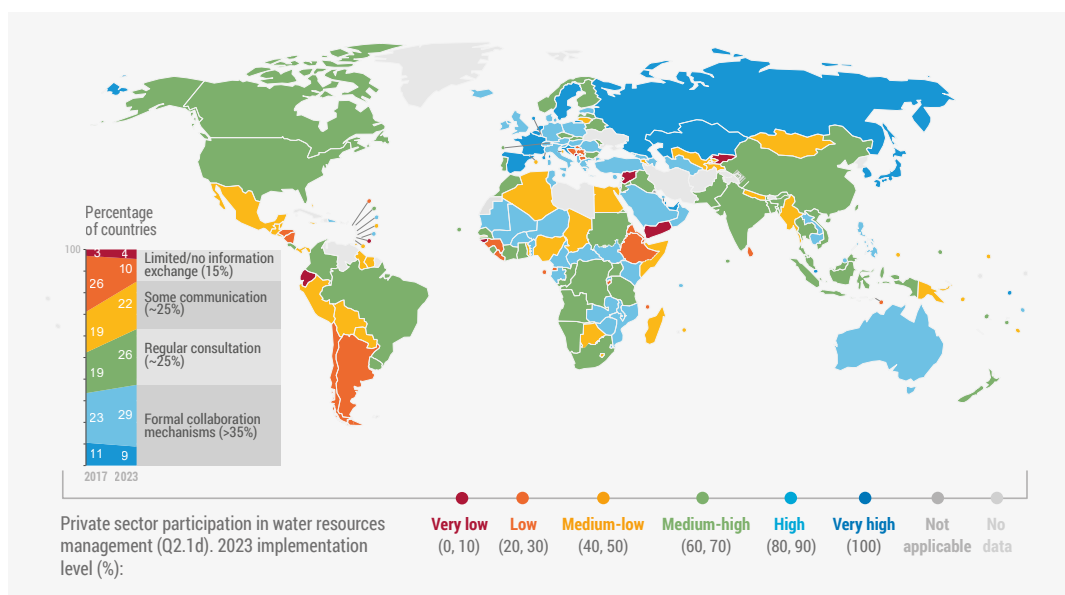 Percentage
of countries
100
3 4
Limited/no information
exchange (15%)
10
26
Some communication
(~25%)
22
19
Regular consultation
(~25%)
26
19
Formal collaboration
mechanisms (>35%)
23 29
11 9
2017 2023
Private sector participation in water resources
management (Q2.1d). 2023 implementation
level (%):
Very low
(0, 10)
Low
(20, 30)
Medium-low
(40, 50)
Medium-high
(60, 70)
High
(80, 90)
Very high
(100)
Not
applicable
No
data